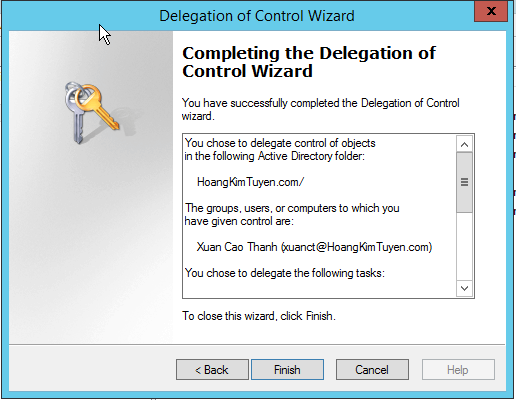 Delegation of Control Wizard
x
Completing the Delegation of
Control Wizard
You have successfully completed the Delegation of Control
wizard.
You chose to delegate control of objects
in the following Active Directory folder:
HoangKimTuyen.com/
The groups, users, or computers to which you
have given control are:
Xuan Cao Thanh (xuanct@HoangKimTuyen.com)
You chose to delegate the following tasks:
To close this wizard, click Finish.
< Back
Finish
Cancel
Help